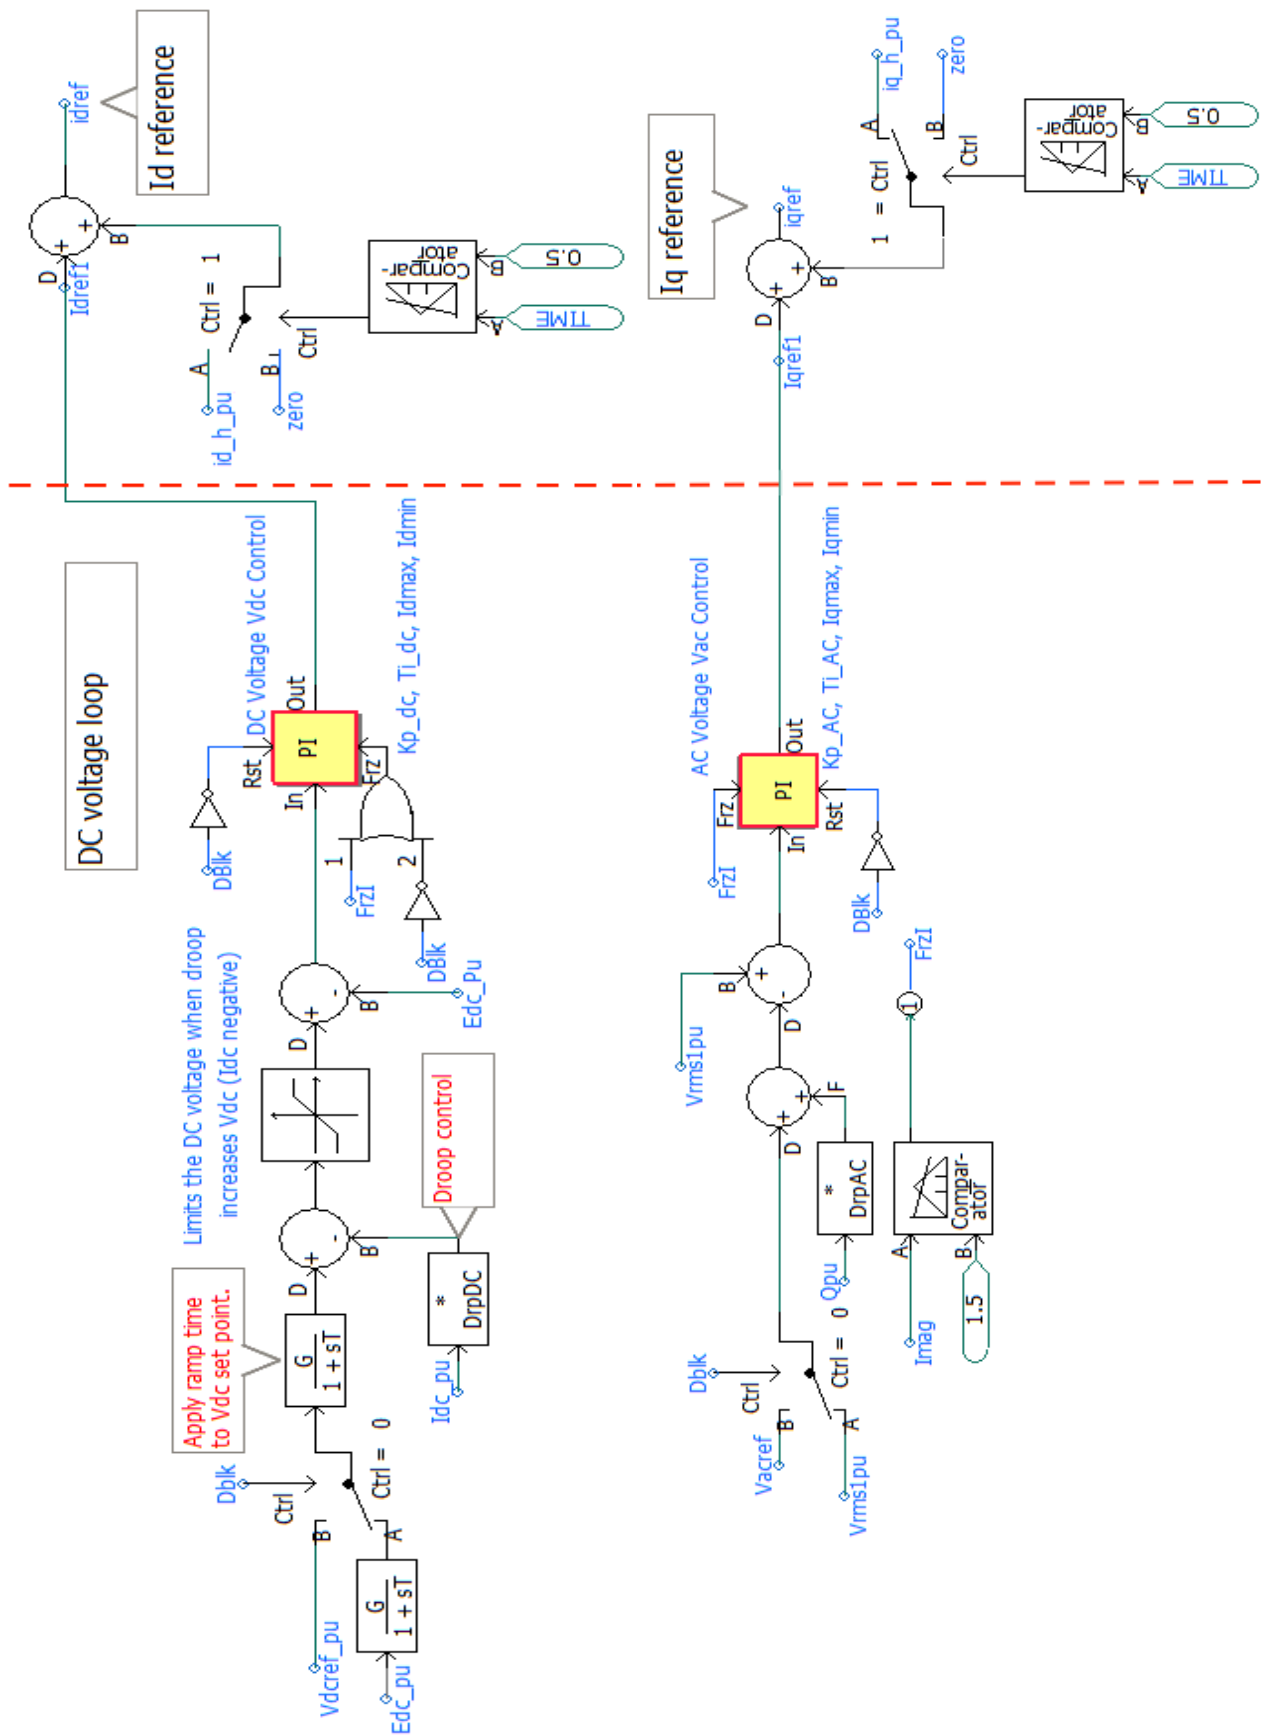 DC voltage loop
Apply ramp time
to Vdc set point.
Limits the DC voltage when droop
increases Vdc (Idc negative)
Vdcref_pu
Edc_pu
G
1 + sT
B
A
Dblk
Ctrl
Ctrl = 0
G
1 + sT
D
+
-
B
Idc_pu
*
DrpDC
Droop control
D
+
-
B
Edc_Pu
DBlk
Rst
In
PI
Out
Frz
DC Voltage Vdc Control
Kp_dc, Ti_dc, Idmax, Idmin
1
2
FrzI
DBlk
id_h_pu
zero
A
B
Ctrl = 1
Ctrl
Compar-
ator
A
B
TIME
0.5
Idref1
D
+
+
B
idref
Id reference
Vacref
Vrms1pu
B
A
Dblk
Ctrl
Ctrl = 0
D
+
+
F
Qpu
*
DrpAC
Vrms1pu
B
+
-
D
Imag
A
B
1.5
Compar-
ator
1
FrzI
FrzI
Frz
In
PI
Out
Rst
DBlk
AC Voltage Vac Control
Kp_AC, Ti_AC, Iqmax, Iqmin
Iqref1
D
+
+
B
iqref
Iq reference
1 = Ctrl
A
B
iq_h_pu
zero
Ctrl
Compar-
ator
A
B
TIME
0.5